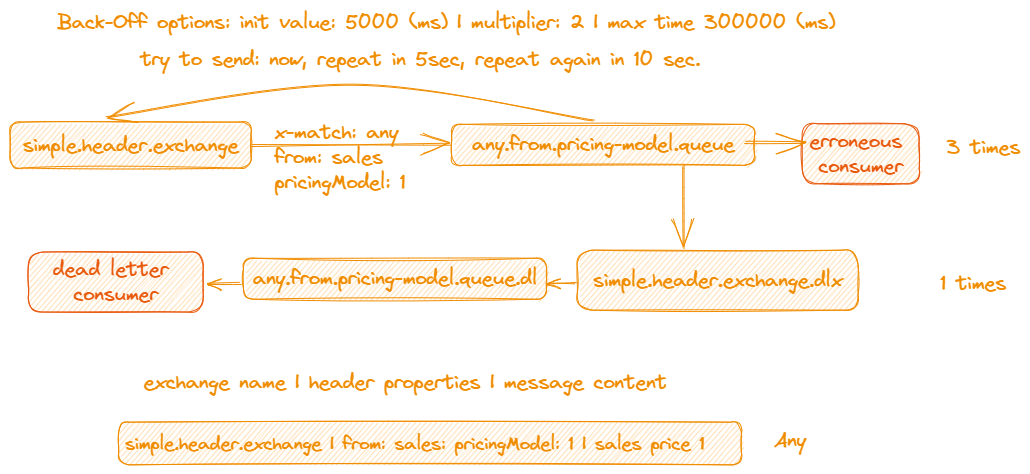 Back-Off options: init value: 5000 (ms) | multiplier: 2 | max time 300000 (ms)
try to send: now, repeat in 5sec, repeat again in 10 sec.
simple.header.exchange
x-match: any
from: sales
pricingModel: 1
any.from.pricing-model.queue
erroneous
consumer
3 times
dead letter
consumer
any.from.pricing-model.queue.dl
simple.header.exchange.dlx
1 times
exchange name | header properties | message content
simple.header.exchange | from: sales: pricingModel: 1 | sales price 1
Any